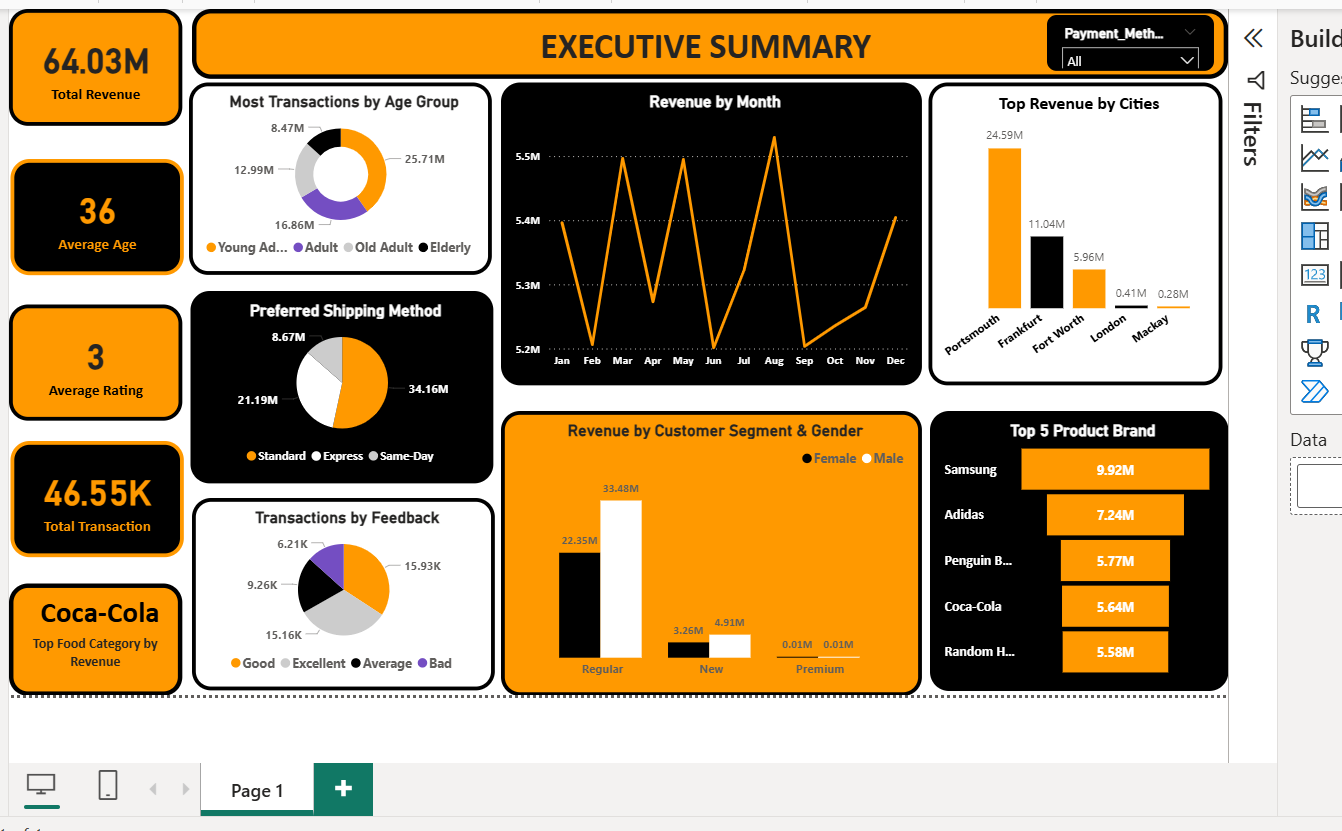 64.03M
Total Revenue
36
Average Age
3
Average Rating
46.55K
Total Transaction
Coca-Cola
Top Food Category by
Revenue
EXECUTIVE SUMMARY
Payment_Meth...
All
Most Transactions by Age Group
8.47M
25.71M
12.99M
16.86M
Young Ad... Adult Old Adult Elderly
Preferred Shipping Method
8.67M
34.16M
21.19M
Standard Express Same-Day
Transactions by Feedback
6.21K
15.93K
9.26K
15.16K
Good Excellent Average Bad
Revenue by Month
5.5M
5.4M
5.3M
5.2M
Jan Feb Mar Apr May Jun Jul Aug Sep Oct Nov Dec
Revenue by Customer Segment & Gender
Female Male
33.48M
22.35M
3.26M 4.91M
0.01M 0.01M
Regular New Premium
Top Revenue by Cities
24.59M
11.04M
5.96M
0.41M 0.28M
Portsmouth Frankfurt Fort Worth London Mackay
Top 5 Product Brand
Samsung 9.92M
Adidas 7.24M
Penguin B... 5.77M
Coca-Cola 5.64M
Random H... 5.58M
Filters
Build
Data
123
R
Page 1